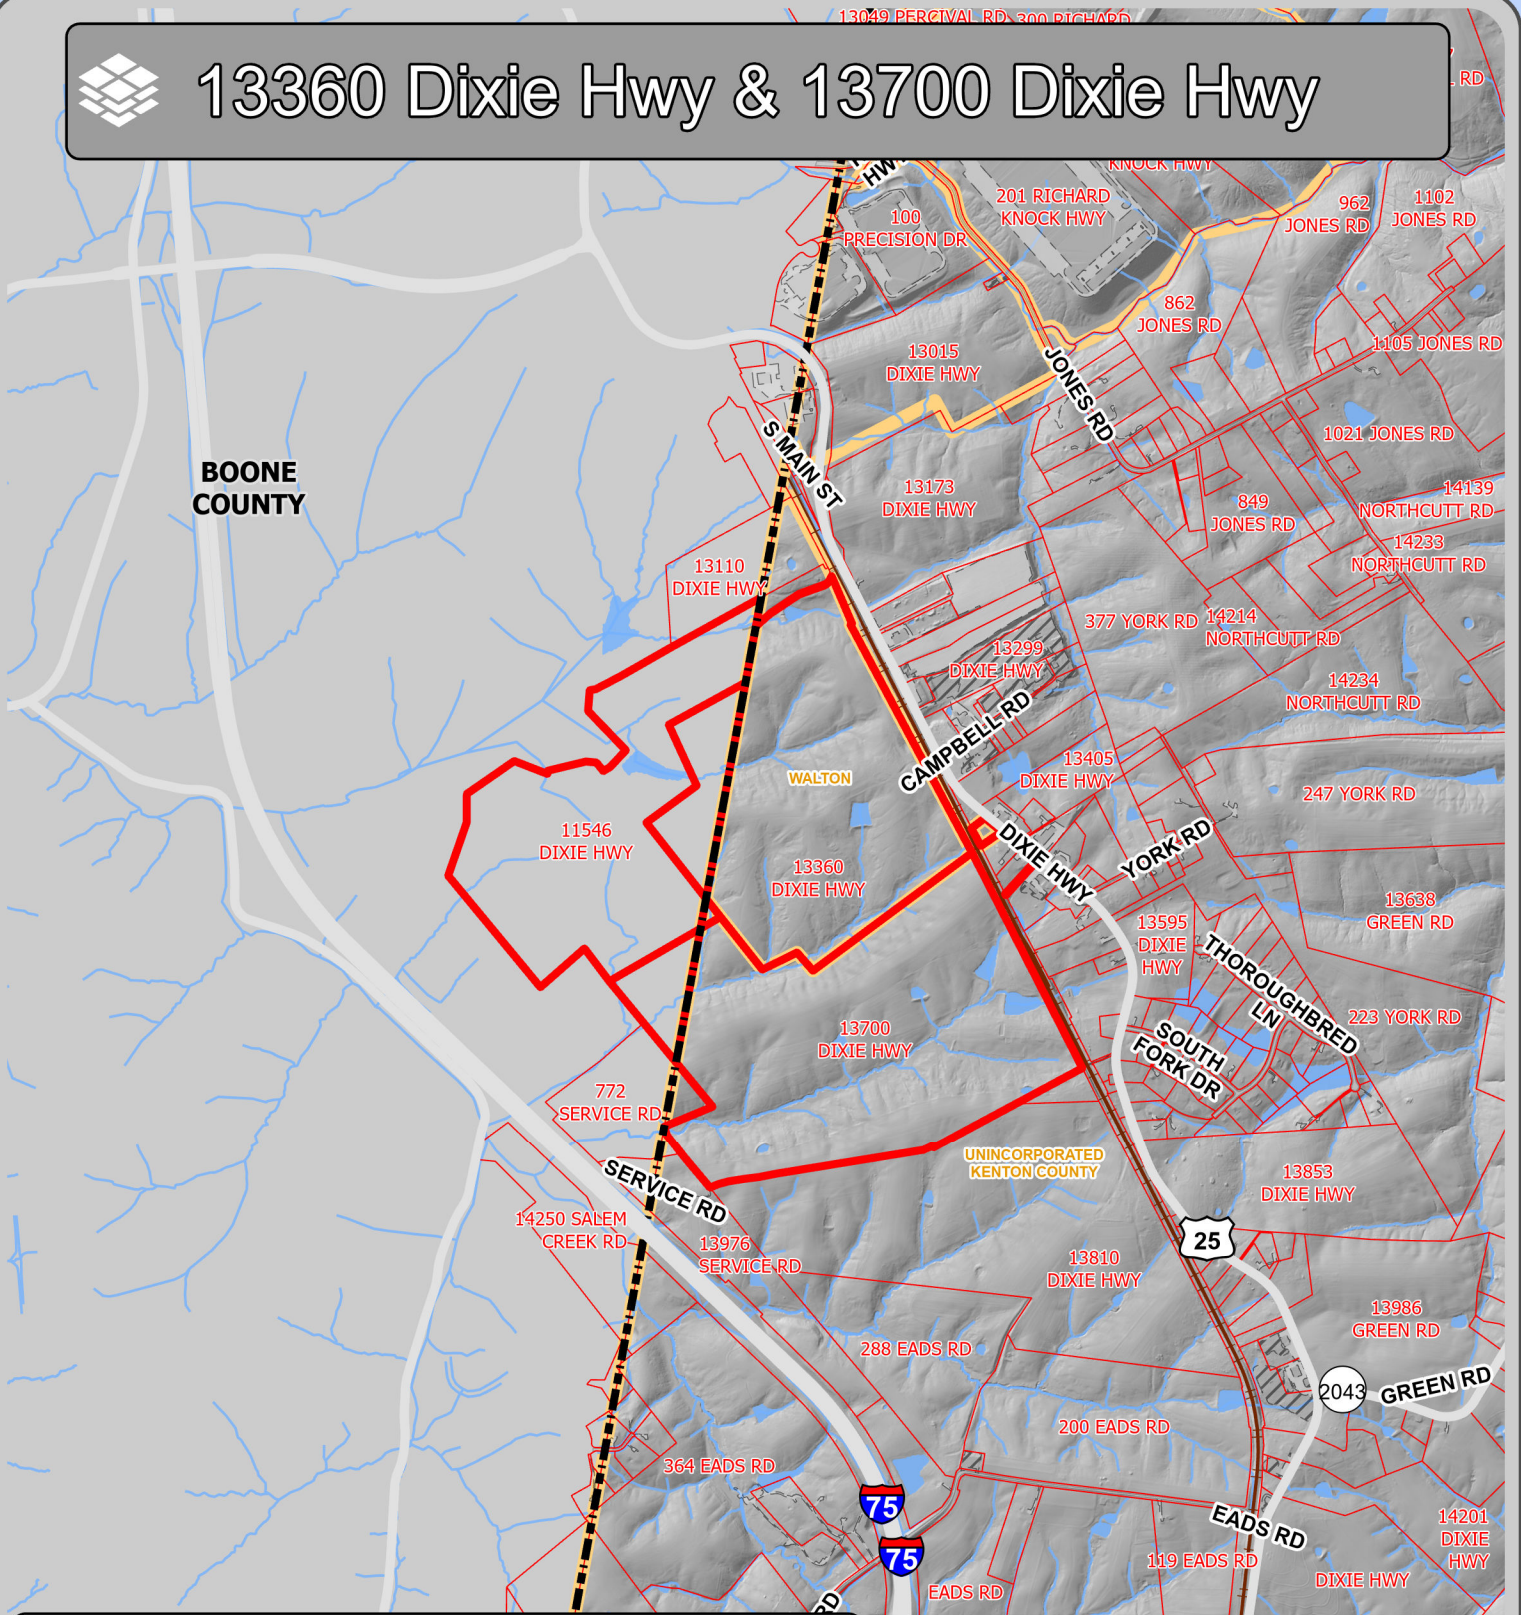 13049 PERCIVAL RD
300 RICHARD
13360 Dixie Hwy & 13700 Dixie Hwy
RD
HWY
KNOCK HWY
201 RICHARD
KNOCK HWY
100
PRECISION DR
962
JONES RD
1102
JONES RD
862
JONES RD
1105 JONES RD
13015
DIXIE HWY
JONES RD
1021 JONES RD
S MAIN ST
BOONE
COUNTY
13173
DIXIE HWY
849
JONES RD
14139
NORTHCUTT RD
14233
NORTHCUTT RD
13110
DIXIE HWY
377 YORK RD
14214
NORTHCUTT RD
13299
DIXIE HWY
14234
NORTHCUTT RD
CAMPBELL RD
WALTON
13405
DIXIE HWY
247 YORK RD
11546
DIXIE HWY
13360
DIXIE HWY
DIXIE HWY
YORK RD
13638
GREEN RD
13595
DIXIE
HWY
THOROUGHBRED
LN
223 YORK RD
13700
DIXIE HWY
SOUTH
FORK DR
772
SERVICE RD
UNINCORPORATED
KENTON COUNTY
13853
DIXIE HWY
SERVICE RD
14250 SALEM
CREEK RD
13976
SERVICE RD
25
13810
DIXIE HWY
13986
GREEN RD
288 EADS RD
2043
GREEN RD
200 EADS RD
364 EADS RD
75
75
EADS RD
14201
DIXIE
HWY
119 EADS RD
DIXIE HWY
EADS RD
RD